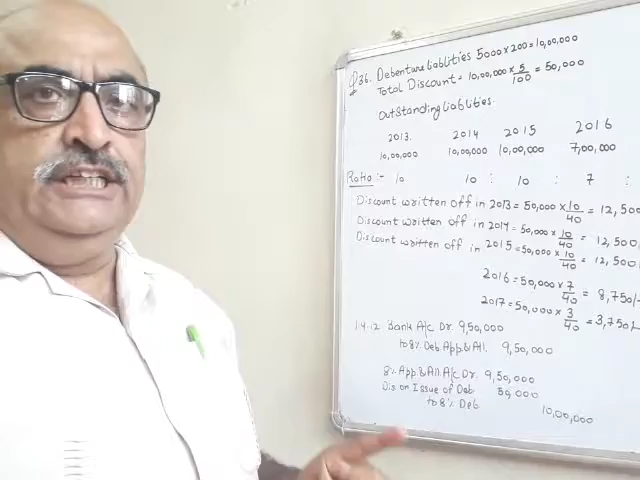 Q36. Debenture liablities 5000×200=10,00,000
Total Discount = 10,00,000×5/100 = 50,000
Outstanding liablities.
2013. 2014 2015 2016
10,00,000 10,00,000 10,00,000 7,00,000
Ratio :- 10 10 : 10 : 7 :
Discount written off in 2013 = 50,000×10/40 = 12,500
Discount written off in 2014 = 50,000×10/40 = 12,500
Discount written off in 2015 = 50,000×10/40 = 12,500
2016 = 50,000×7/40 = 8,750/-
2017 = 50,000×3/40 = 3,750/-
1.4.12 Bank A/c Dr. 9,50,000
to 8% Deb App & All. 9,50,000
8% App & All. A/c Dr. 9,50,000
Dis on Issue of Deb 50,000
to 8% Deb 10,00,000